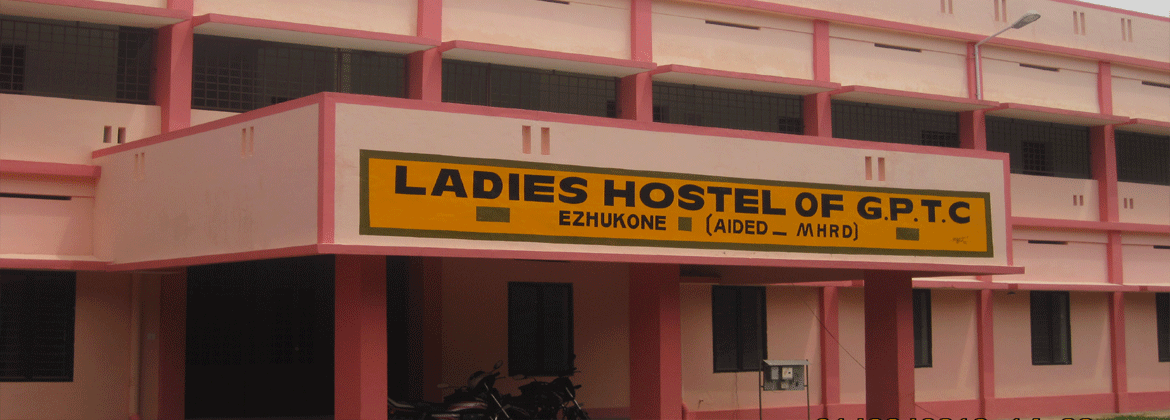 LADIES HOSTEL OF G.P.T.C
EZHUKONE (AIDED - MHRD)